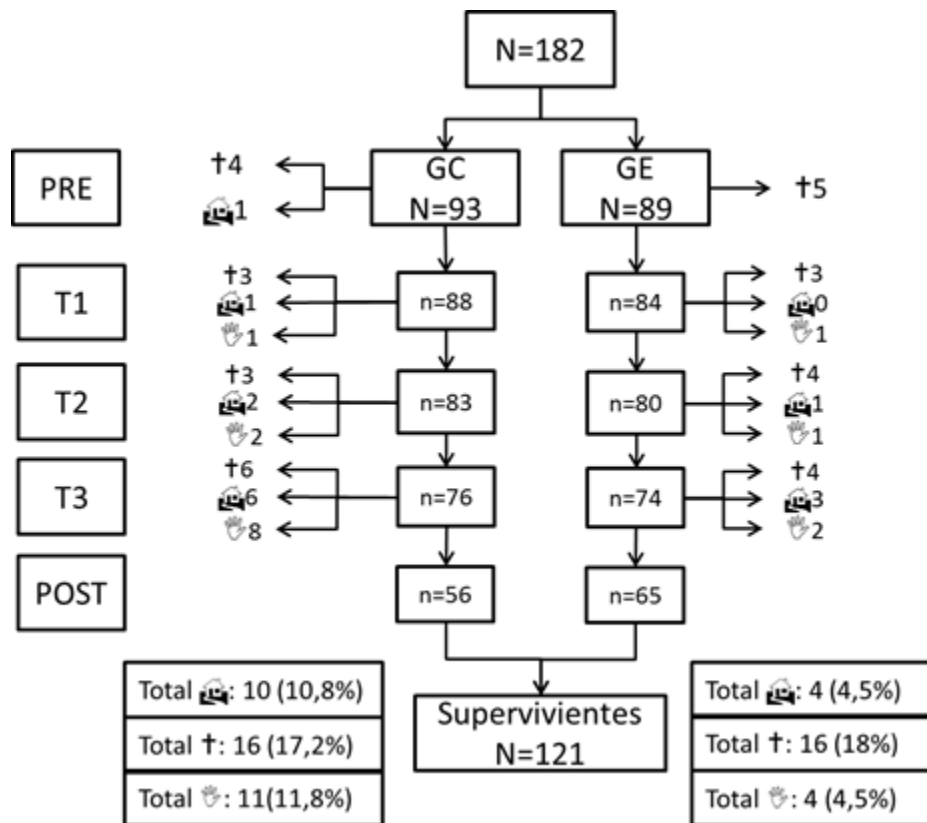 N=182
PRE
†4
1
GC
N=93
GE
N=89
†5
T1
†3
1
1
n=88
n=84
†3
0
1
T2
†3
2
2
n=83
n=80
†4
1
1
T3
†6
6
8
n=76
n=74
†4
3
2
POST
n=56
n=65
Total : 10 (10,8%)
Total †: 16 (17,2%)
Total : 11(11,8%)
Supervivientes
N=121
Total : 4 (4,5%)
Total †: 16 (18%)
Total : 4 (4,5%)